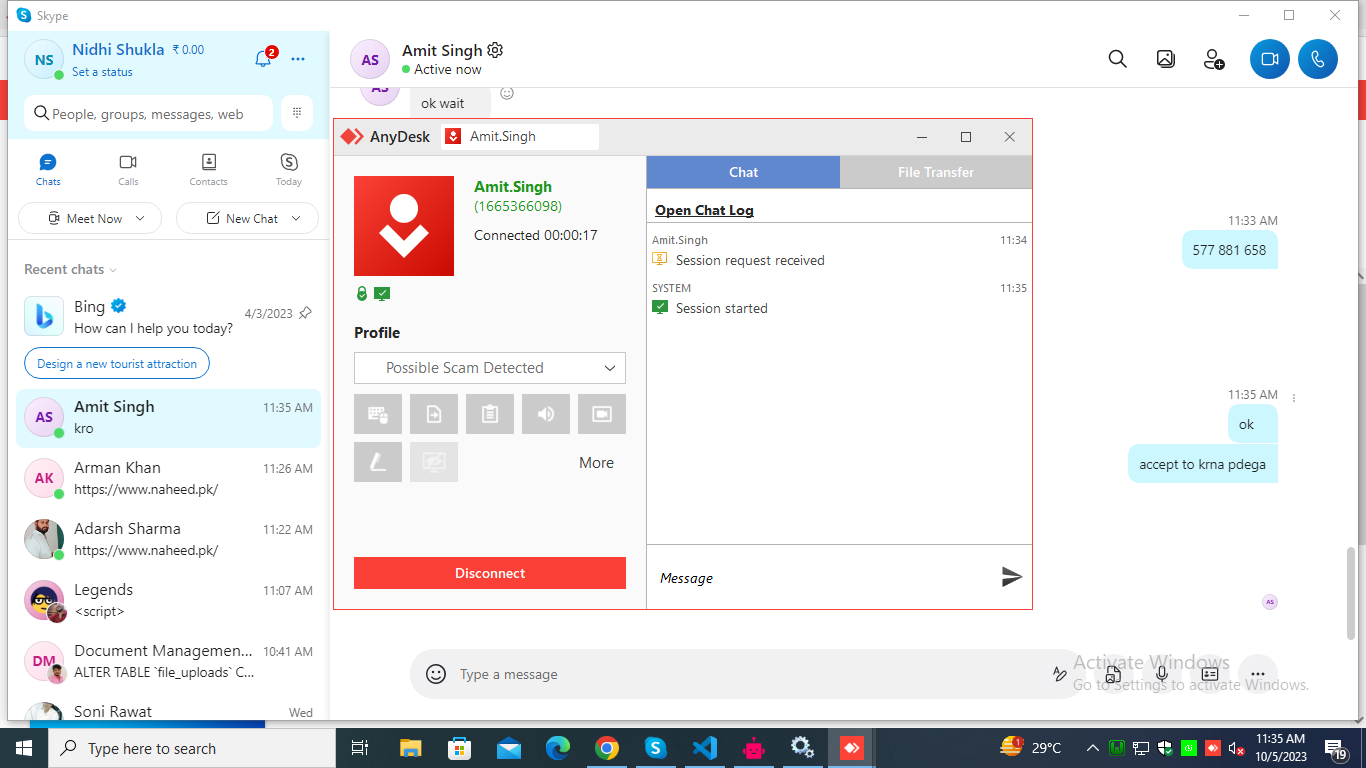 Skype
NS
Nidhi Shukla ₹ 0.00
Set a status
2
People, groups, messages, web
Chats
Calls
Contacts
Today
Meet Now
New Chat
Recent chats
Bing
4/3/2023
How can I help you today?
Design a new tourist attraction
AS
Amit Singh
11:35 AM
kro
AK
Arman Khan
11:26 AM
https://www.naheed.pk/
Adarsh Sharma
11:22 AM
https://www.naheed.pk/
Legends
11:07 AM
<script>
DM
Document Managemen...
10:41 AM
ALTER TABLE `file_uploads` C...
Soni Rawat
Wed
AS
Amit Singh
Active now
AS
ok wait
AnyDesk
Amit.Singh
Amit.Singh
(1665366098)
Connected 00:00:17
Profile
Possible Scam Detected
More
Disconnect
Chat
File Transfer
Open Chat Log
Amit.Singh
11:34
Session request received
SYSTEM
11:35
Session started
Message
11:33 AM
577 881 658
11:35 AM
ok
accept to krna pdega
AS
Type a message
Activate Windows
Go to Settings to activate Windows.
Type here to search
1
29°C
11:35 AM
10/5/2023
19